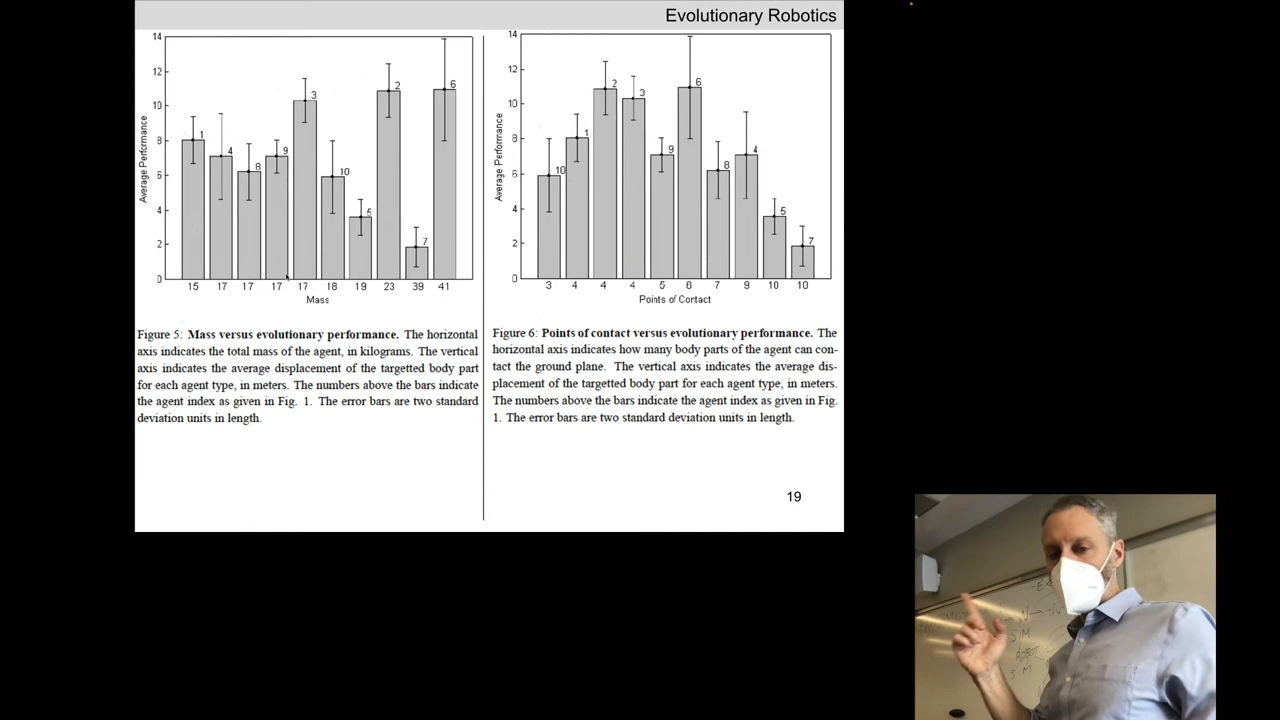 Evolutionary Robotics
14
12
10
8
6
4
2
0
Average Performance
1
4
8
9
3
10
5
2
7
6
15 17 17 17 17 18 19 23 39 41
Mass
Figure 5: Mass versus evolutionary performance. The horizontal
axis indicates the total mass of the agent, in kilograms. The vertical
axis indicates the average displacement of the targetted body part
for each agent type, in meters. The numbers above the bars indicate
the agent index as given in Fig. 1. The error bars are two standard
deviation units in length.
14
12
10
8
6
4
2
0
Average Performance
10
1
2
3
9
6
8
4
5
7
3 4 4 4 5 6 7 9 10 10
Points of Contact
Figure 6: Points of contact versus evolutionary performance. The
horizontal axis indicates how many body parts of the agent can con-
tact the ground plane. The vertical axis indicates the average dis-
placement of the targetted body part for each agent type, in meters.
The numbers above the bars indicate the agent index as given in Fig.
1. The error bars are two standard deviation units in length.
19
SIM
ROBOT